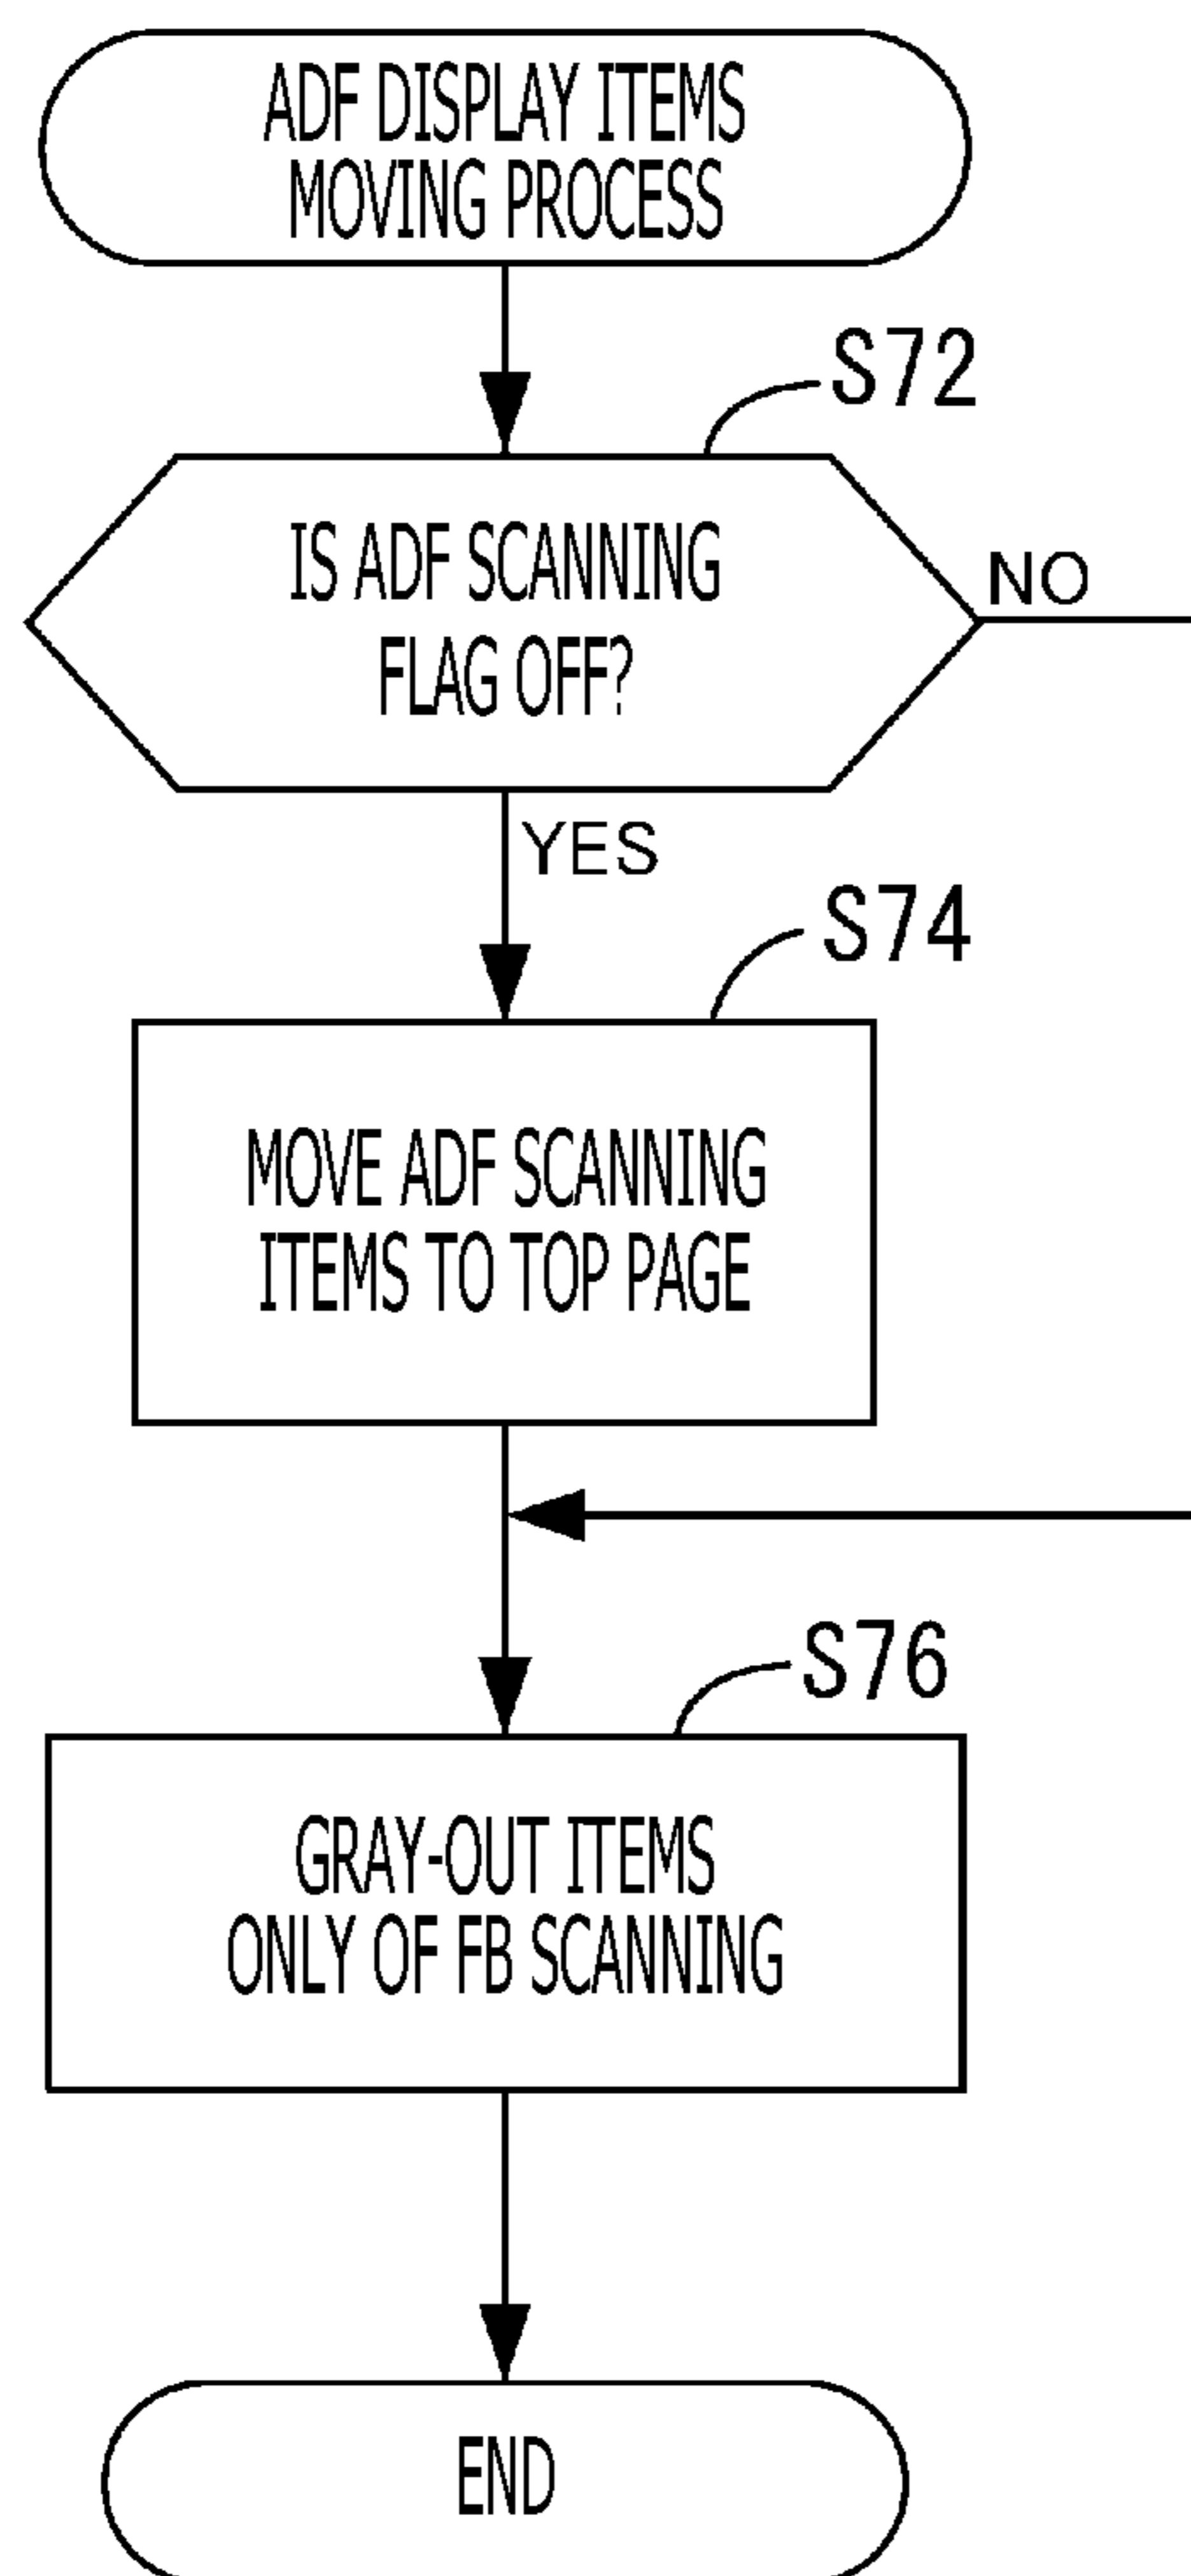 ADF DISPLAY ITEMS
MOVING PROCESS
S72
IS ADF SCANNING
FLAG OFF?
NO
YES
S74
MOVE ADF SCANNING
ITEMS TO TOP PAGE
S76
GRAY-OUT ITEMS
ONLY OF FB SCANNING
END